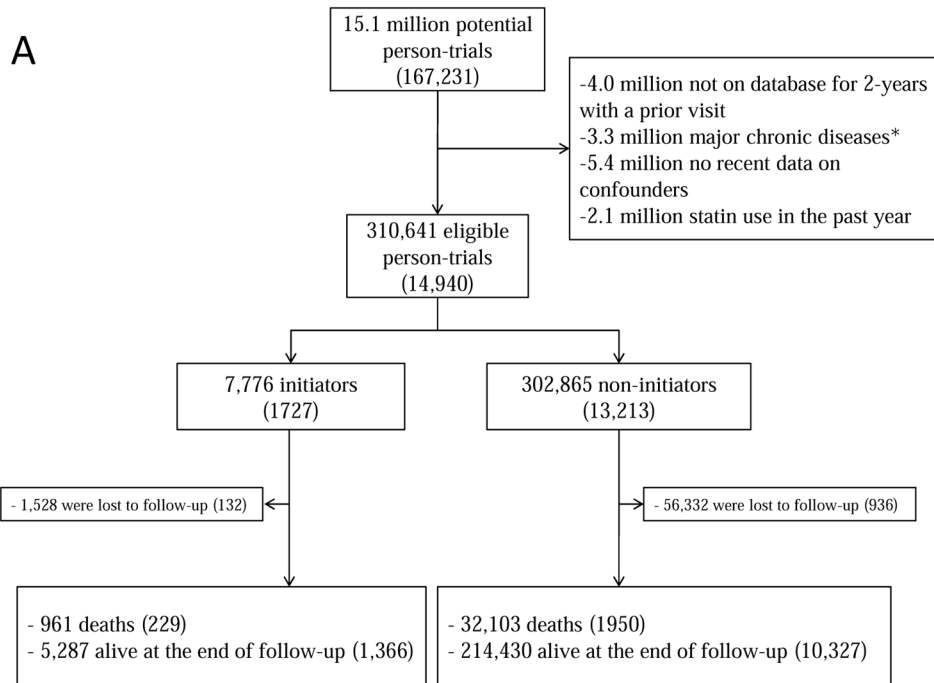 A
15.1 million potential
person-trials
(167,231)
-4.0 million not on database for 2-years
with a prior visit
-3.3 million major chronic diseases*
-5.4 million no recent data on
confounders
-2.1 million statin use in the past year
310,641 eligible
person-trials
(14,940)
7,776 initiators
(1727)
302,865 non-initiators
(13,213)
- 1,528 were lost to follow-up (132)
- 56,332 were lost to follow-up (936)
- 961 deaths (229)
- 5,287 alive at the end of follow-up (1,366)
- 32,103 deaths (1950)
- 214,430 alive at the end of follow-up (10,327)